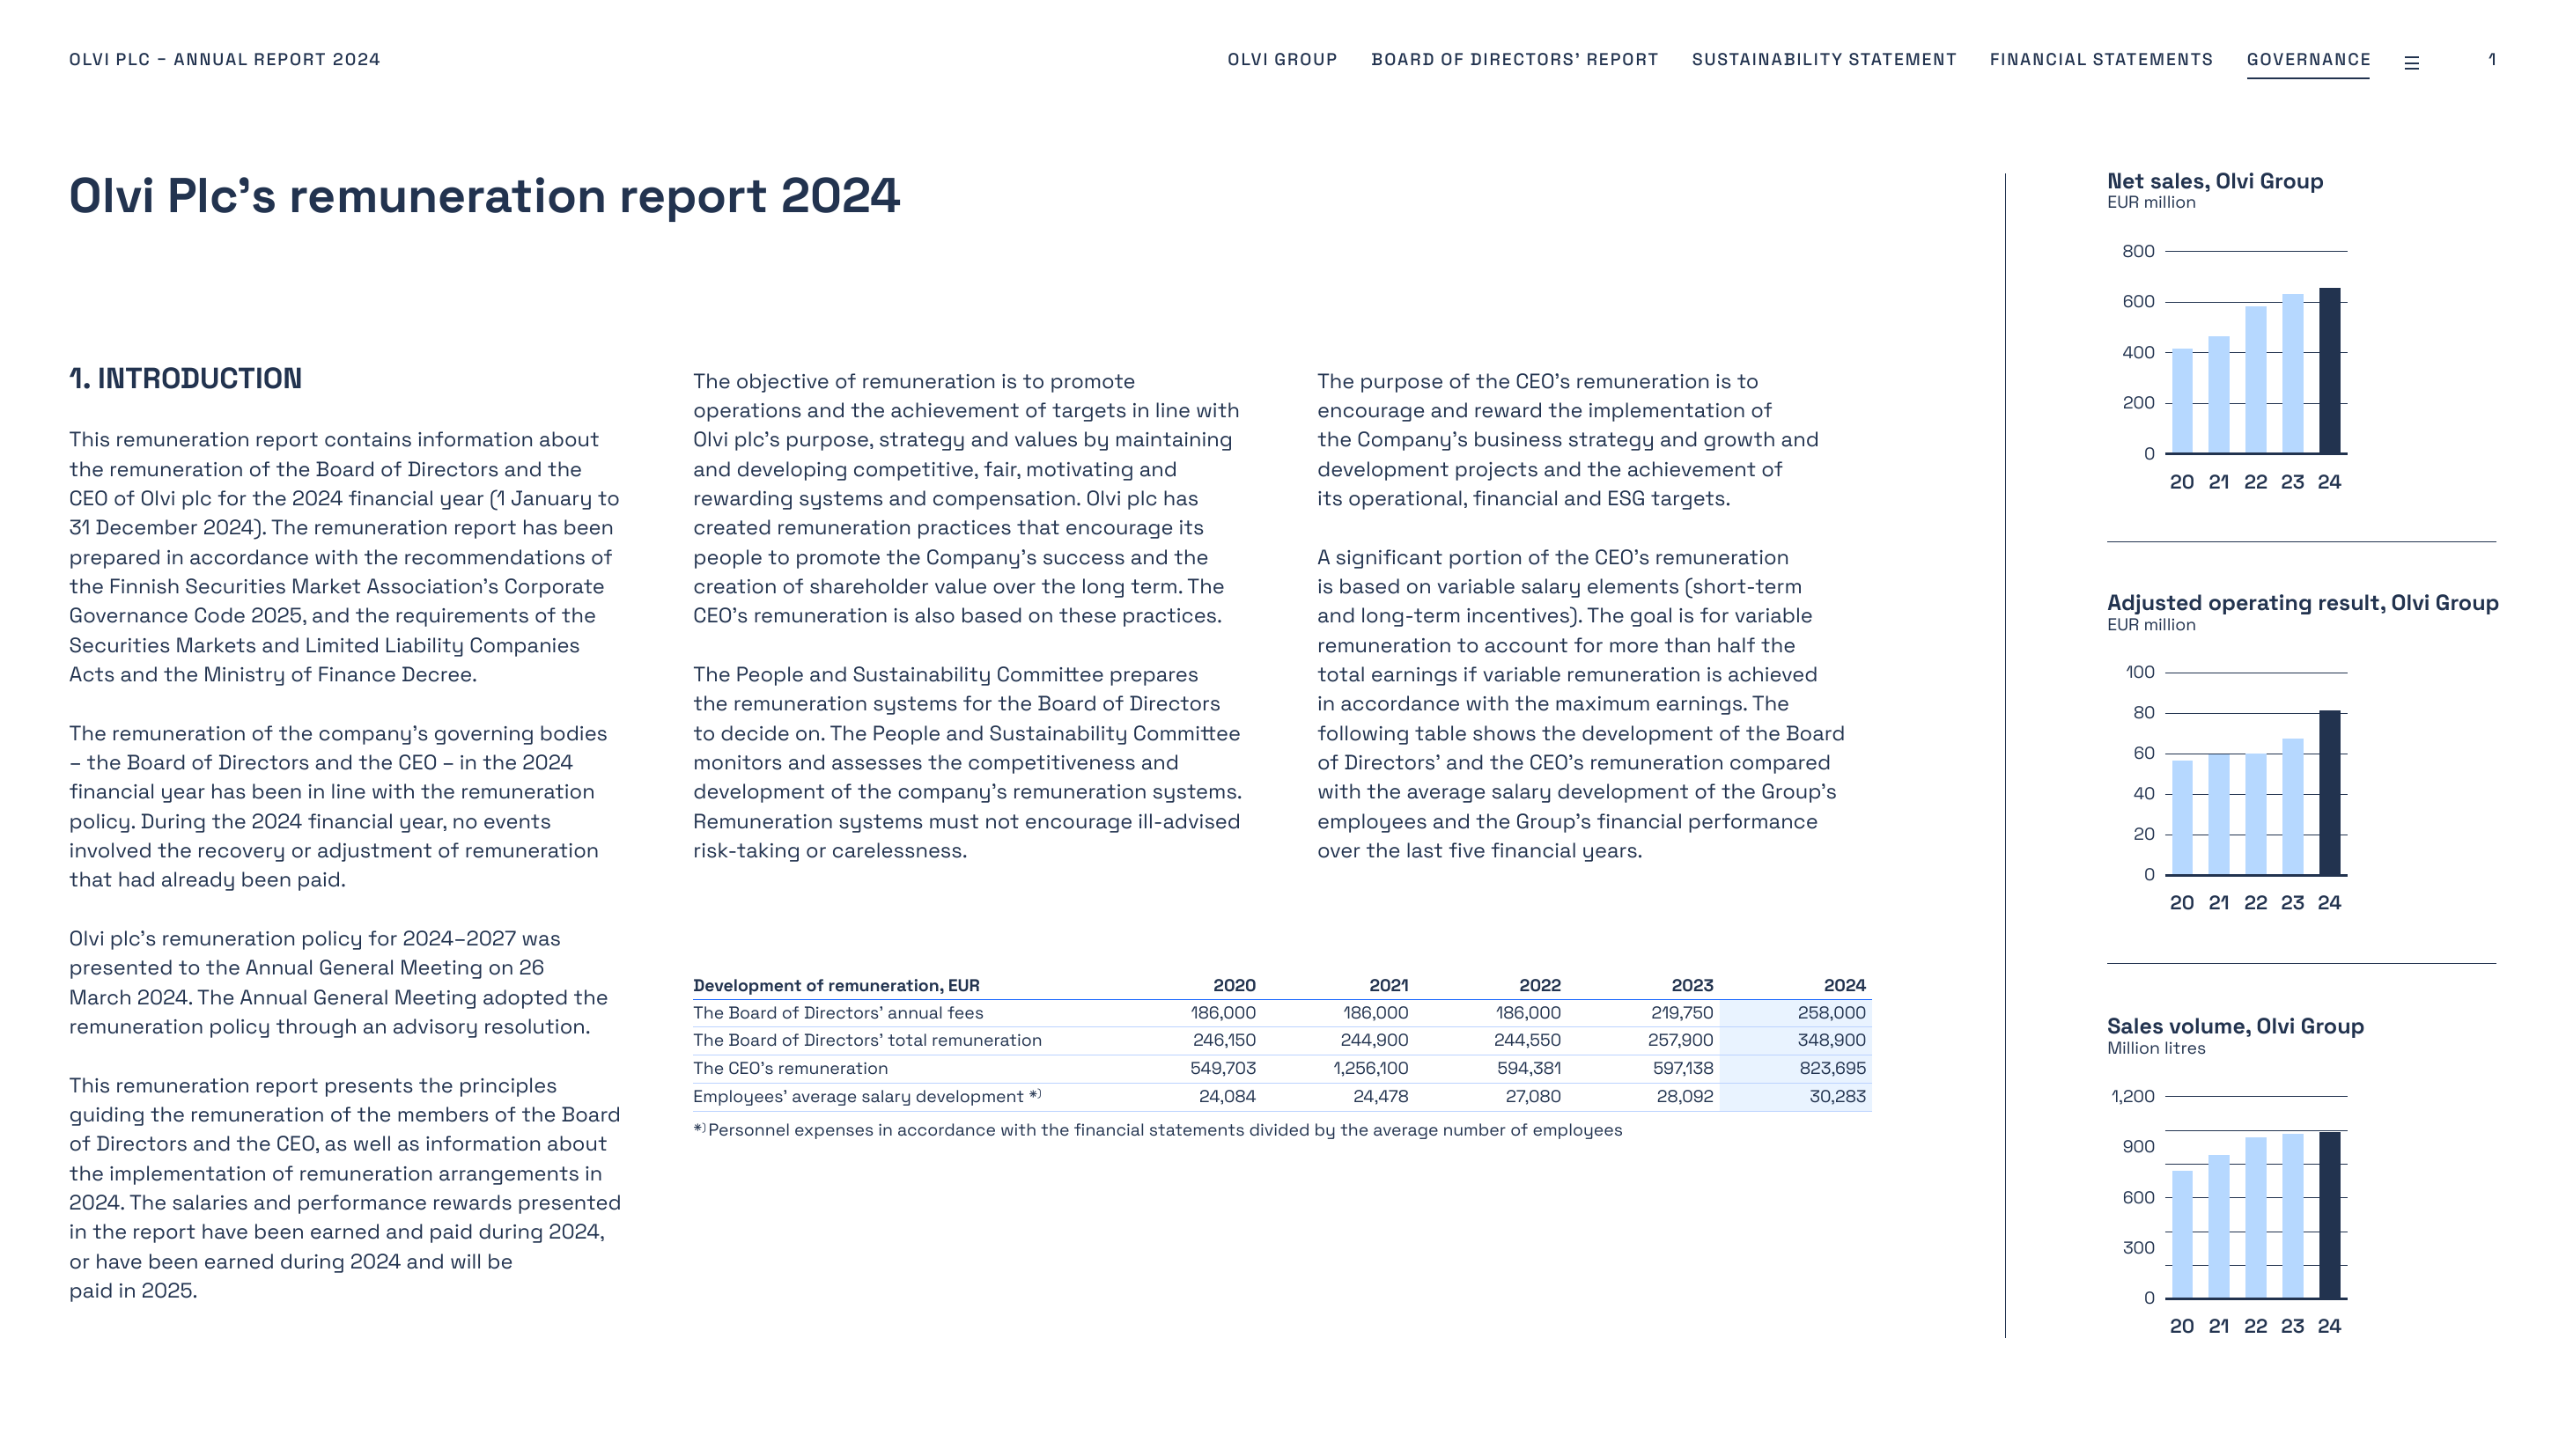 OLVI PLC – ANNUAL REPORT 2024
OLVI GROUP BOARD OF DIRECTORS' REPORT SUSTAINABILITY STATEMENT FINANCIAL STATEMENTS GOVERNANCE 1
Olvi Plc's remuneration report 2024
1. INTRODUCTION
This remuneration report contains information about
the remuneration of the Board of Directors and the
CEO of Olvi plc for the 2024 financial year (1 January to
31 December 2024). The remuneration report has been
prepared in accordance with the recommendations of
the Finnish Securities Market Association's Corporate
Governance Code 2025, and the requirements of the
Securities Markets and Limited Liability Companies
Acts and the Ministry of Finance Decree.
The remuneration of the company's governing bodies
– the Board of Directors and the CEO – in the 2024
financial year has been in line with the remuneration
policy. During the 2024 financial year, no events
involved the recovery or adjustment of remuneration
that had already been paid.
Olvi plc's remuneration policy for 2024–2027 was
presented to the Annual General Meeting on 26
March 2024. The Annual General Meeting adopted the
remuneration policy through an advisory resolution.
This remuneration report presents the principles
guiding the remuneration of the members of the Board
of Directors and the CEO, as well as information about
the implementation of remuneration arrangements in
2024. The salaries and performance rewards presented
in the report have been earned and paid during 2024,
or have been earned during 2024 and will be
paid in 2025.
The objective of remuneration is to promote
operations and the achievement of targets in line with
Olvi plc's purpose, strategy and values by maintaining
and developing competitive, fair, motivating and
rewarding systems and compensation. Olvi plc has
created remuneration practices that encourage its
people to promote the Company's success and the
creation of shareholder value over the long term. The
CEO's remuneration is also based on these practices.
The People and Sustainability Committee prepares
the remuneration systems for the Board of Directors
to decide on. The People and Sustainability Committee
monitors and assesses the competitiveness and
development of the company's remuneration systems.
Remuneration systems must not encourage ill-advised
risk-taking or carelessness.
The purpose of the CEO's remuneration is to
encourage and reward the implementation of
the Company's business strategy and growth and
development projects and the achievement of
its operational, financial and ESG targets.
A significant portion of the CEO's remuneration
is based on variable salary elements (short-term
and long-term incentives). The goal is for variable
remuneration to account for more than half the
total earnings if variable remuneration is achieved
in accordance with the maximum earnings. The
following table shows the development of the Board
of Directors' and the CEO's remuneration compared
with the average salary development of the Group's
employees and the Group's financial performance
over the last five financial years.
Development of remuneration, EUR 2020 2021 2022 2023 2024
The Board of Directors' annual fees 186,000 186,000 186,000 219,750 258,000
The Board of Directors' total remuneration 246,150 244,900 244,550 257,900 348,900
The CEO's remuneration 549,703 1,256,100 594,381 597,138 823,695
Employees' average salary development *) 24,084 24,478 27,080 28,092 30,283
*) Personnel expenses in accordance with the financial statements divided by the average number of employees
Net sales, Olvi Group
EUR million
800
600
400
200
0
20 21 22 23 24
Adjusted operating result, Olvi Group
EUR million
100
80
60
40
20
0
20 21 22 23 24
Sales volume, Olvi Group
Million litres
1,200
900
600
300
0
20 21 22 23 24